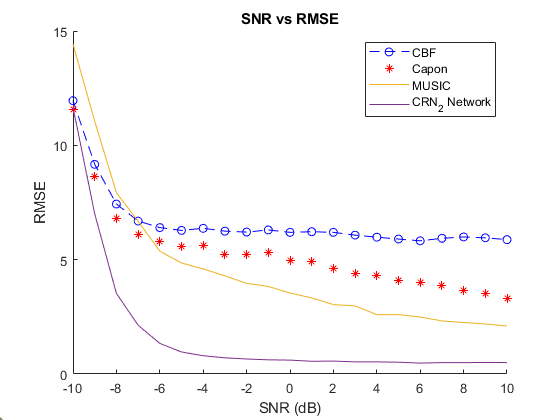 SNR vs RMSE
15
10
5
0
RMSE
-10 -8 -6 -4 -2 0 2 4 6 8 10
SNR (dB)
CBF
Capon
MUSIC
CRN2 Network